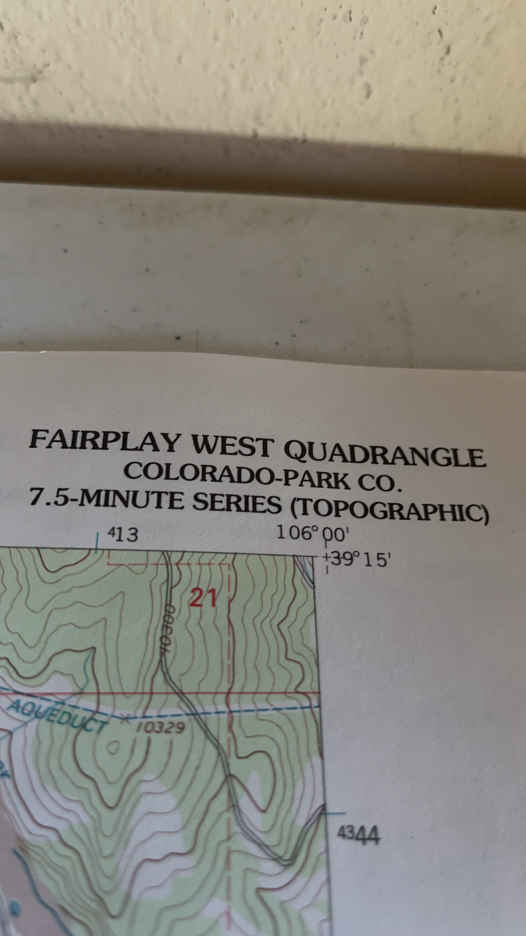 FAIRPLAY WEST QUADRANGLE
COLORADO-PARK CO.
7.5-MINUTE SERIES (TOPOGRAPHIC)
413 106°00'
39°15'
21
10300
AQUEDUCT
10329
4344